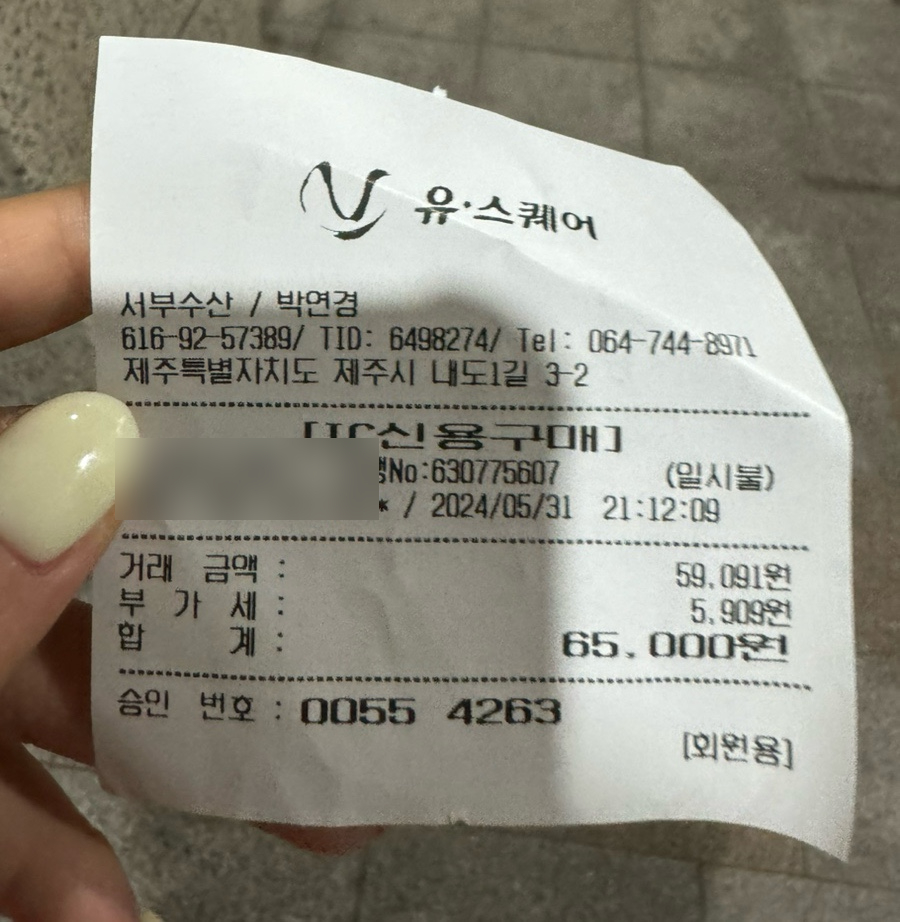 유·스퀘어
서부수산 / 박연경
616-92-57389/ TID: 6498274/ Tel: 064-744-8971
제주특별자치도 제주시 내도1길 3-2
[IC신용구매]
No:630775607 (일시불)
* / 2024/05/31 21:12:09
거래 금액 : 59,091원
부 가 세 : 5,909원
합 계 : 65,000원
승인 번호 : 0055 4263
[회원용]